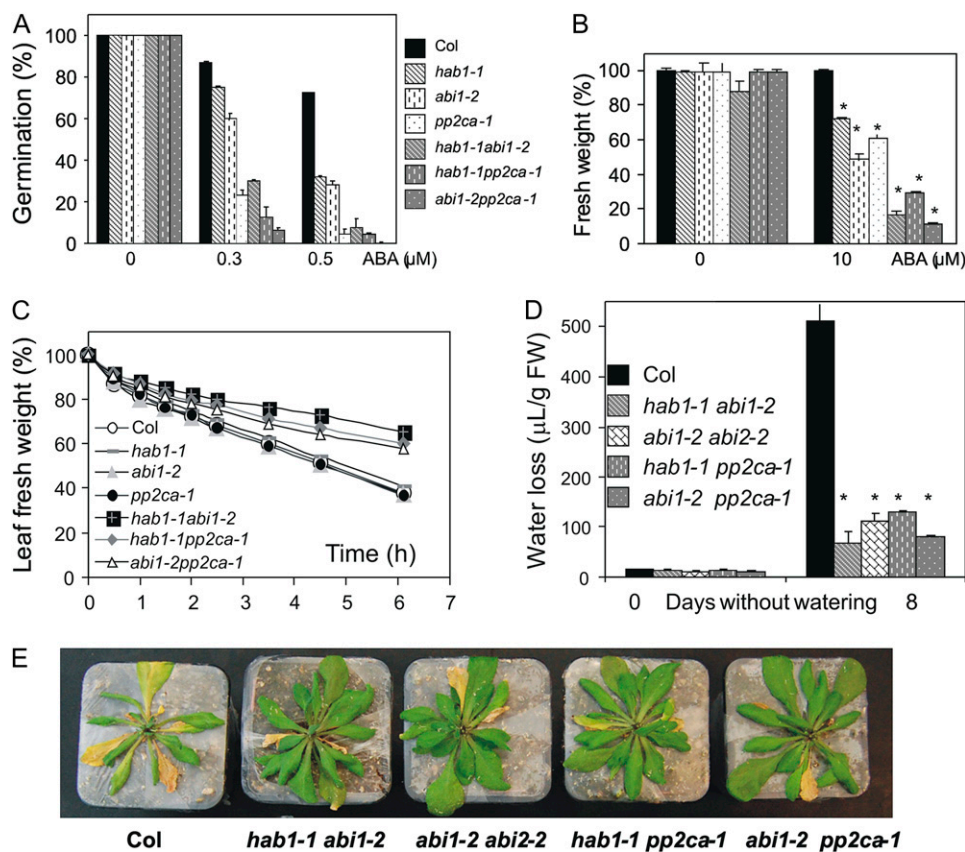 A
Germination (%)
100
80
60
40
20
0
0
0.3
0.5
ABA (µM)
Col
hab1-1
abi1-2
pp2ca-1
hab1-1abi1-2
hab1-1pp2ca-1
abi1-2pp2ca-1
B
Fresh weight (%)
100
80
60
40
20
0
* * * * * *
0
10
ABA (µM)
C
Leaf fresh weight (%)
100
80
60
40
20
0
Col
hab1-1
abi1-2
pp2ca-1
hab1-1abi1-2
hab1-1pp2ca-1
abi1-2pp2ca-1
Time (h)
0 1 2 3 4 5 6 7
D
Water loss (µL/g FW)
500
400
300
200
100
0
Col
hab1-1 abi1-2
abi1-2 abi2-2
hab1-1 pp2ca-1
abi1-2 pp2ca-1
* * * *
0 Days without watering 8
E
Col hab1-1 abi1-2 abi1-2 abi2-2 hab1-1 pp2ca-1 abi1-2 pp2ca-1